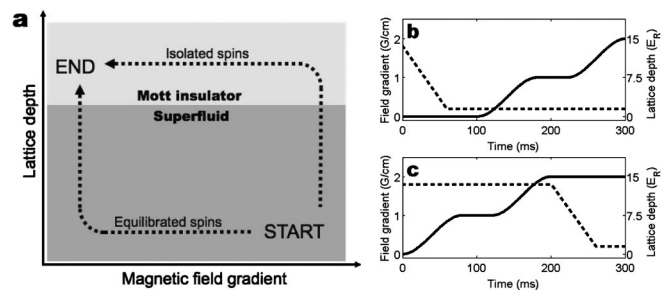 a
Lattice depth
END
Isolated spins
Mott insulator
Superfluid
Equilibrated spins
START
Magnetic field gradient
b
Field gradient (G/cm)
2
1
0
15
7.5
0
Lattice depth (E_R)
0 100 200 300
Time (ms)
c
Field gradient (G/cm)
2
1
0
15
7.5
0
Lattice depth (E_R)
0 100 200 300
Time (ms)